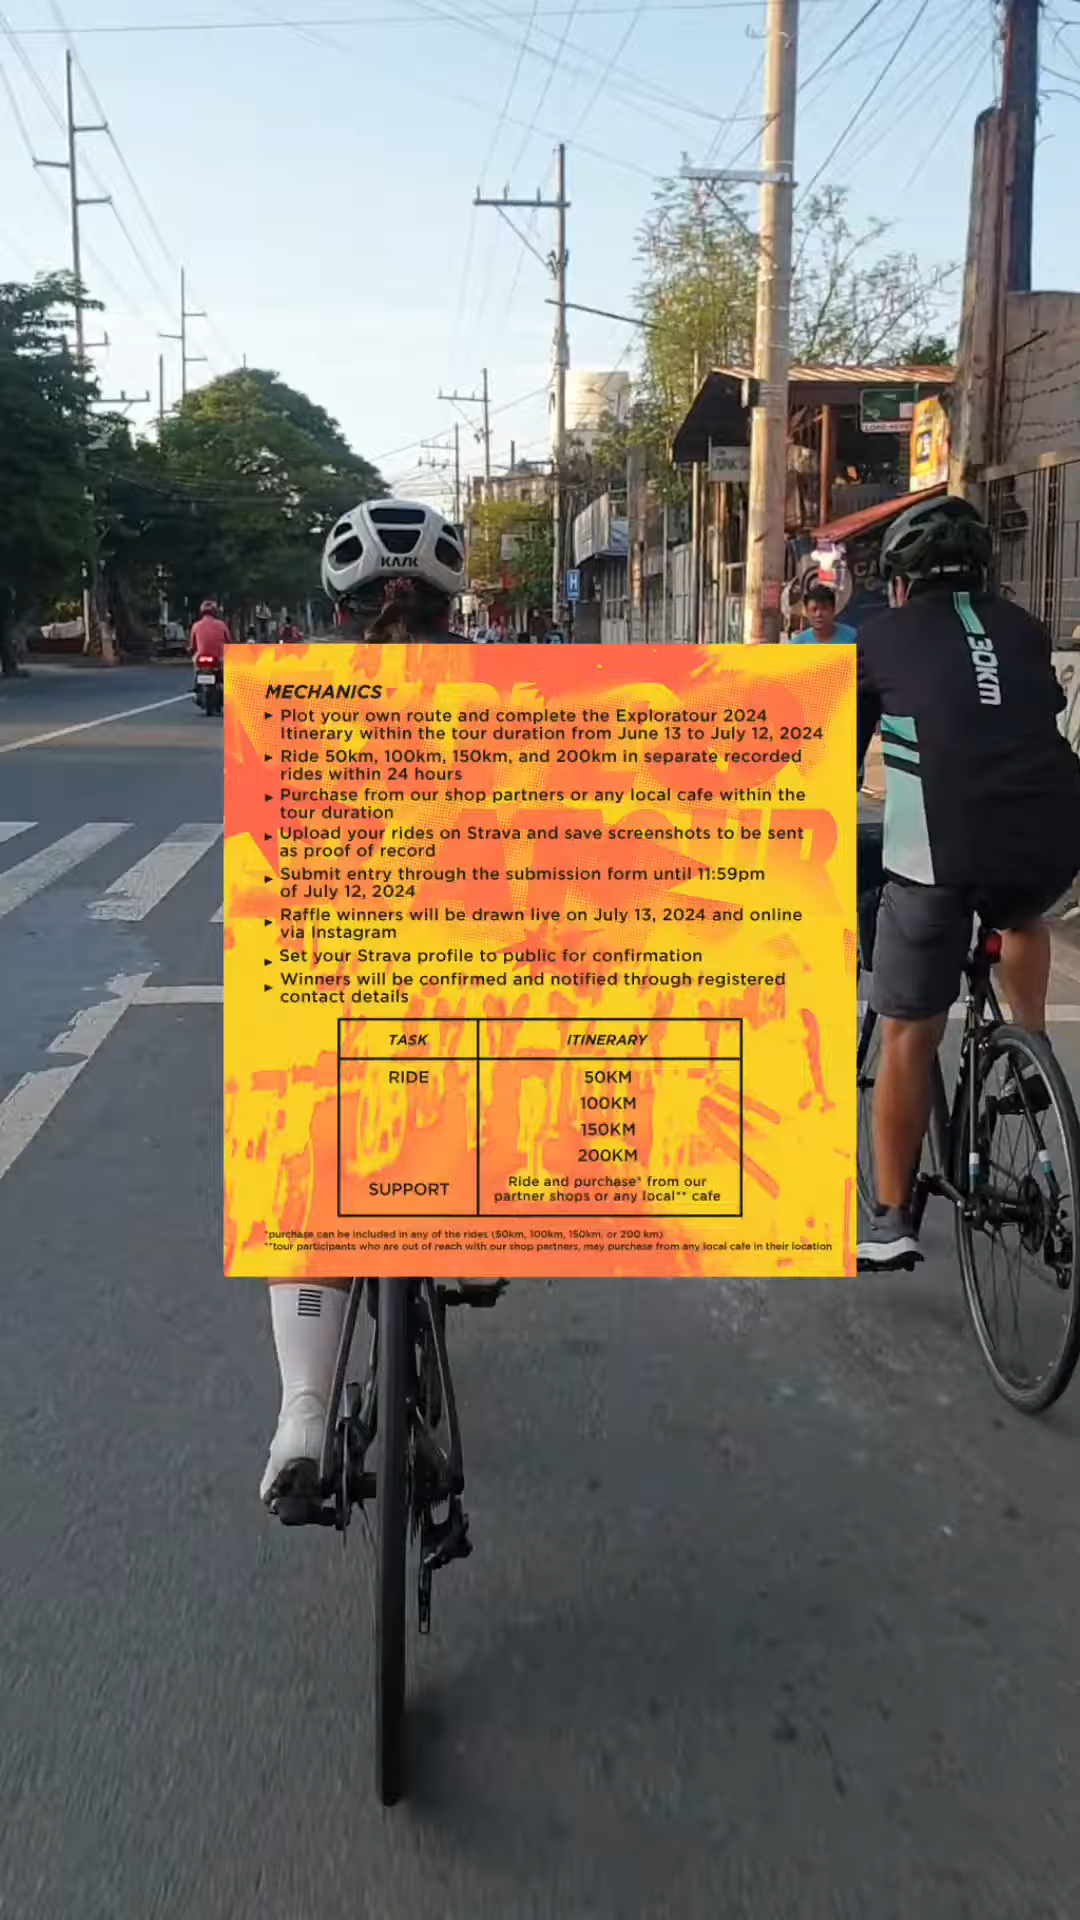 KASK
H
30KM
MECHANICS
▸ Plot your own route and complete the Exploratour 2024
Itinerary within the tour duration from June 13 to July 12, 2024
▸ Ride 50km, 100km, 150km, and 200km in separate recorded
rides within 24 hours
▸ Purchase from our shop partners or any local cafe within the
tour duration
▸ Upload your rides on Strava and save screenshots to be sent
as proof of record
▸ Submit entry through the submission form until 11:59pm
of July 12, 2024
▸ Raffle winners will be drawn live on July 13, 2024 and online
via Instagram
▸ Set your Strava profile to public for confirmation
▸ Winners will be confirmed and notified through registered
contact details
TASK ITINERARY
RIDE 50KM
100KM
150KM
200KM
SUPPORT Ride and purchase* from our
partner shops or any local** cafe
*purchase can be included in any of the rides (50km, 100km, 150km, or 200 km)
**tour participants who are out of reach with our shop partners, may purchase from any local cafe in their location